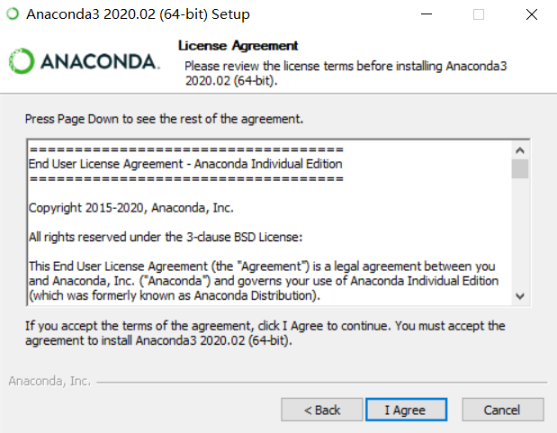 Anaconda3 2020.02 (64-bit) Setup
License Agreement
ANACONDA.
Please review the license terms before installing Anaconda3
2020.02 (64-bit).
Press Page Down to see the rest of the agreement.
===================================
End User License Agreement - Anaconda Individual Edition
===================================
Copyright 2015-2020, Anaconda, Inc.
All rights reserved under the 3-clause BSD License:
This End User License Agreement (the "Agreement") is a legal agreement between you
and Anaconda, Inc. ("Anaconda") and governs your use of Anaconda Individual Edition
(which was formerly known as Anaconda Distribution).
If you accept the terms of the agreement, click I Agree to continue. You must accept the
agreement to install Anaconda3 2020.02 (64-bit).
Anaconda, Inc.
< Back
I Agree
Cancel